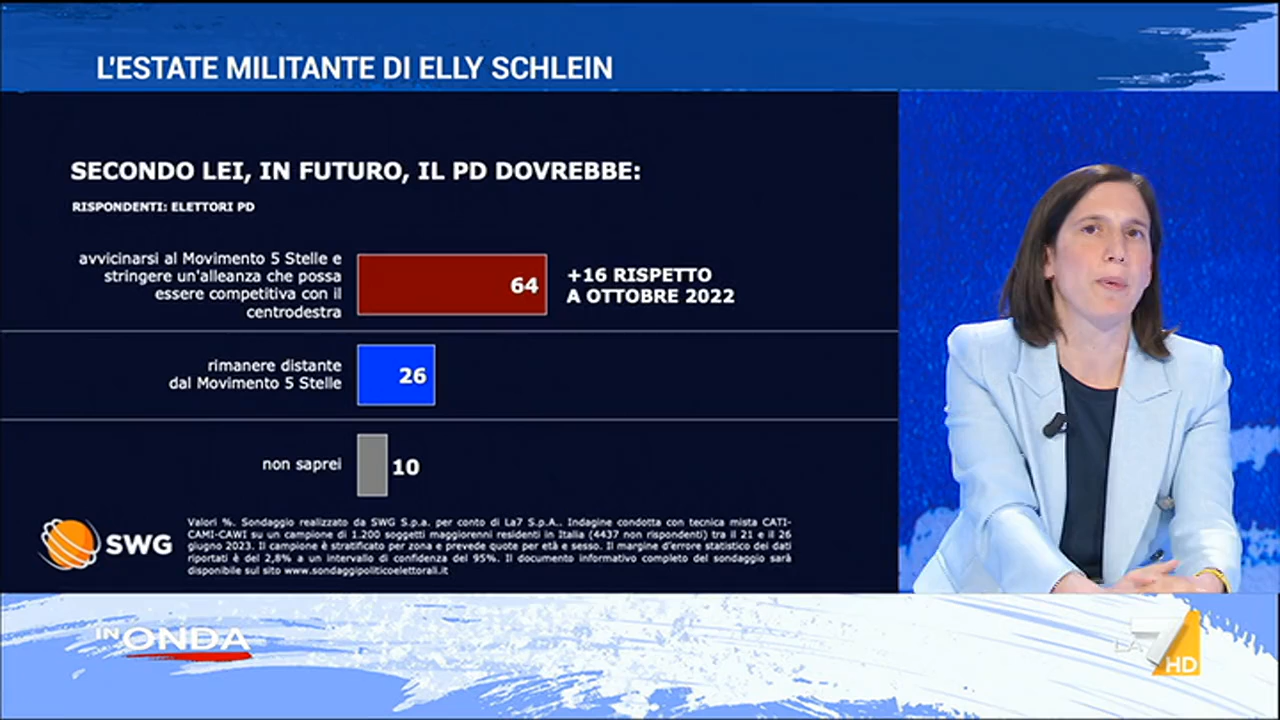 L'ESTATE MILITANTE DI ELLY SCHLEIN
SECONDO LEI, IN FUTURO, IL PD DOVREBBE:
RISPONDENTI: ELETTORI PD
avvicinarsi al Movimento 5 Stelle e
stringere un'alleanza che possa
essere competitiva con il
centrodestra
64
+16 RISPETTO
A OTTOBRE 2022
rimanere distante
dal Movimento 5 Stelle
26
non saprei
10
SWG
Valori %. Sondaggio realizzato da SWG S.p.a. per conto di La7 S.p.A.. Indagine condotta con tecnica mista CATI-
CAMI-CAWI su un campione di 1.200 soggetti maggiorenni residenti in Italia (4437 non rispondenti) tra il 21 e il 26
giugno 2023. Il campione è stratificato per zona e prevede quote per età e sesso. Il margine d'errore statistico dei dati
riportati è del 2,8% a un intervallo di confidenza del 95%. Il documento informativo completo del sondaggio sarà
disponibile sul sito www.sondaggipoliticoelettorali.it
IN ONDA
LA 7 HD